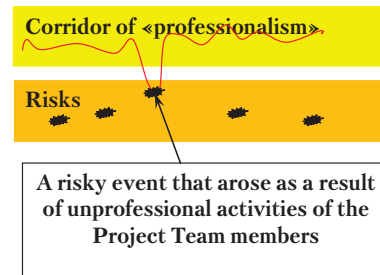 Corridor of «professionalism»
Risks
A risky event that arose as a result
of unprofessional activities of the
Project Team members